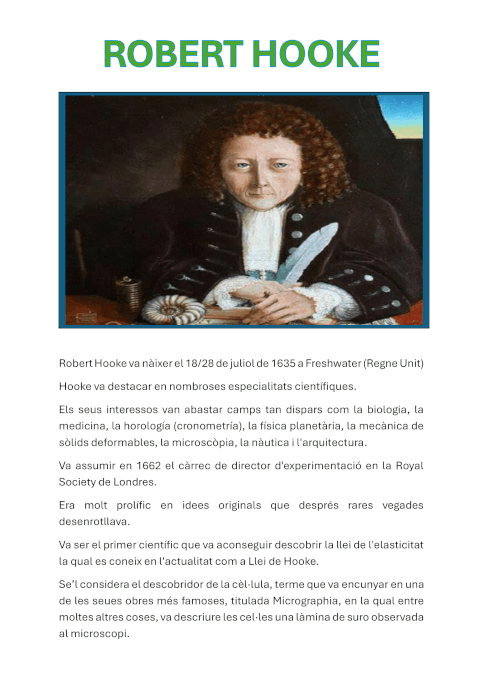 ROBERT HOOKE
Robert Hooke va nàixer el 18/28 de juliol de 1635 a Freshwater (Regne Unit)
Hooke va destacar en nombroses especialitats científiques.
Els seus interessos van abastar camps tan dispars com la biologia, la
medicina, la horología (cronometría), la física planetària, la mecànica de
sòlids deformables, la microscòpia, la nàutica i l'arquitectura.
Va assumir en 1662 el càrrec de director d'experimentació en la Royal
Society de Londres.
Era molt prolífic en idees originals que després rares vegades
desenrotllava.
Va ser el primer científic que va aconseguir descobrir la llei de l'elasticitat
la qual es coneix en l'actualitat com a Llei de Hooke.
Se'l considera el descobridor de la cèl·lula, terme que va encunyar en una
de les seues obres més famoses, titulada Micrographia, en la qual entre
moltes altres coses, va descriure les cel·les una làmina de suro observada
al microscopi.